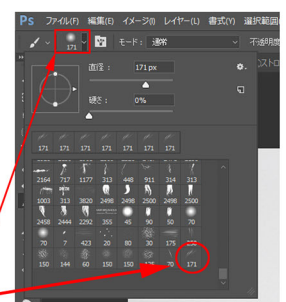 Ps ファイル(F) 編集(E) イメージ(I) レイヤー(L) 書式(Y) 選択範囲
171 モード： 通常 不透明度
直径： 171 px
硬さ： 0%
171 171 171 171 171 171 171
2164 717 1177 313 448 911 314 313
1003 313 3820 2498 2498 2500 2498 2500
2458 2444 2292 355 45 90 50 70
70 7 423 20 80 30 175
150 144 60 150 150 70 171